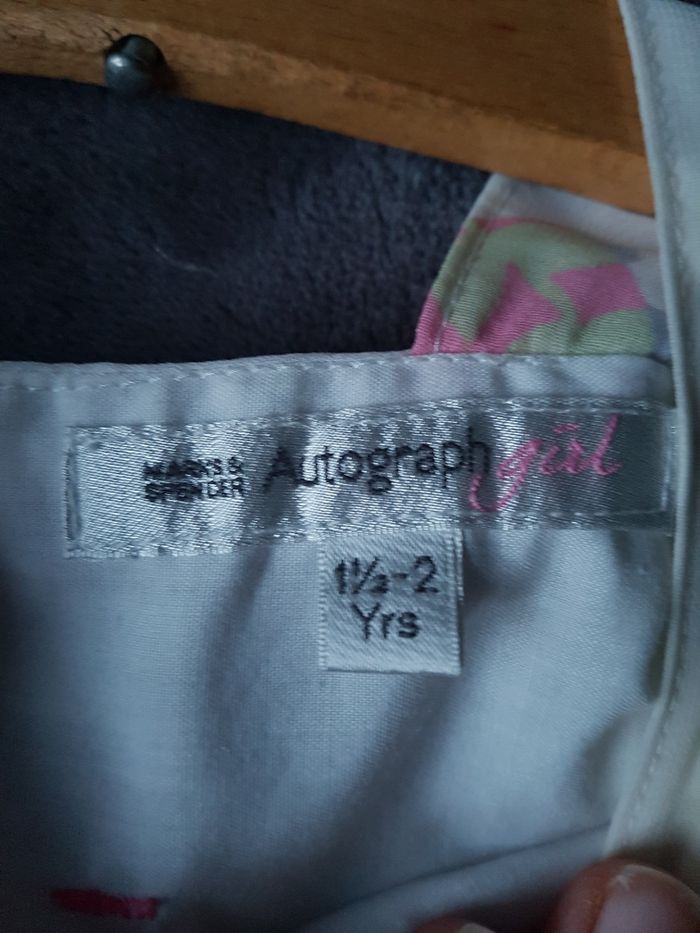 MARKS & Autograph girl
SPENCER
1½-2
Yrs